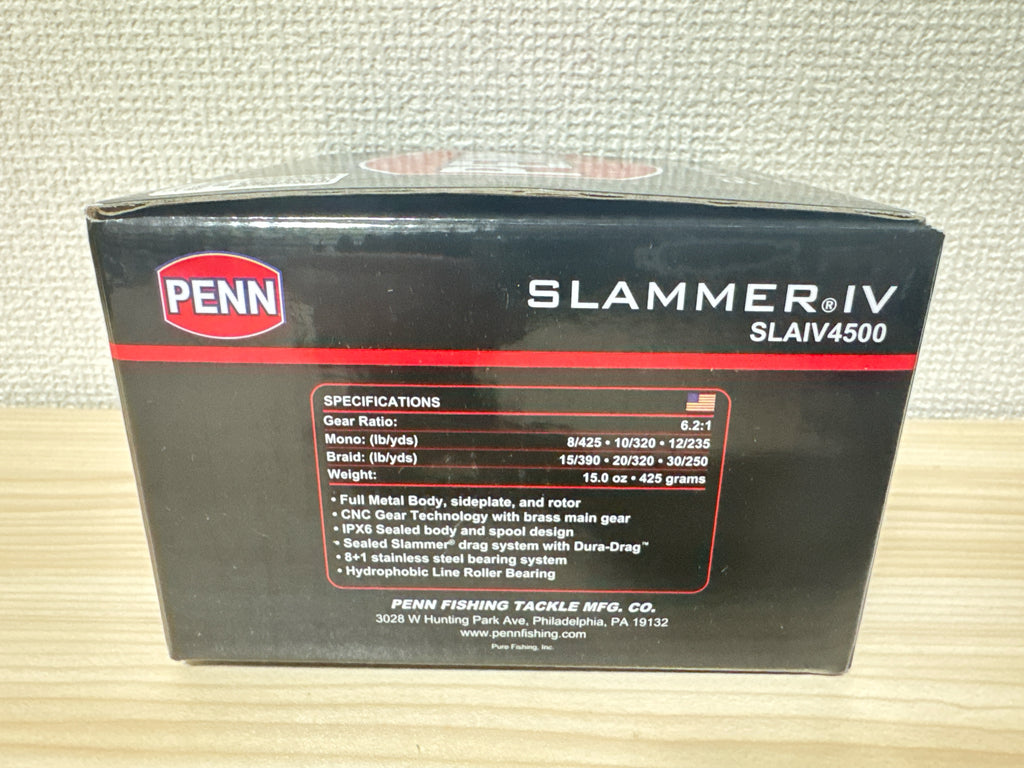 PENN
SLAMMER® IV
SLAIV4500
SPECIFICATIONS
Gear Ratio: 6.2:1
Mono: (lb/yds) 8/425 • 10/320 • 12/235
Braid: (lb/yds) 15/390 • 20/320 • 30/250
Weight: 15.0 oz • 425 grams
• Full Metal Body, sideplate, and rotor
• CNC Gear Technology with brass main gear
• IPX6 Sealed body and spool design
• Sealed Slammer® drag system with Dura-Drag™
• 8+1 stainless steel bearing system
• Hydrophobic Line Roller Bearing
PENN FISHING TACKLE MFG. CO.
3028 W Hunting Park Ave, Philadelphia, PA 19132
www.pennfishing.com
Pure Fishing, Inc.